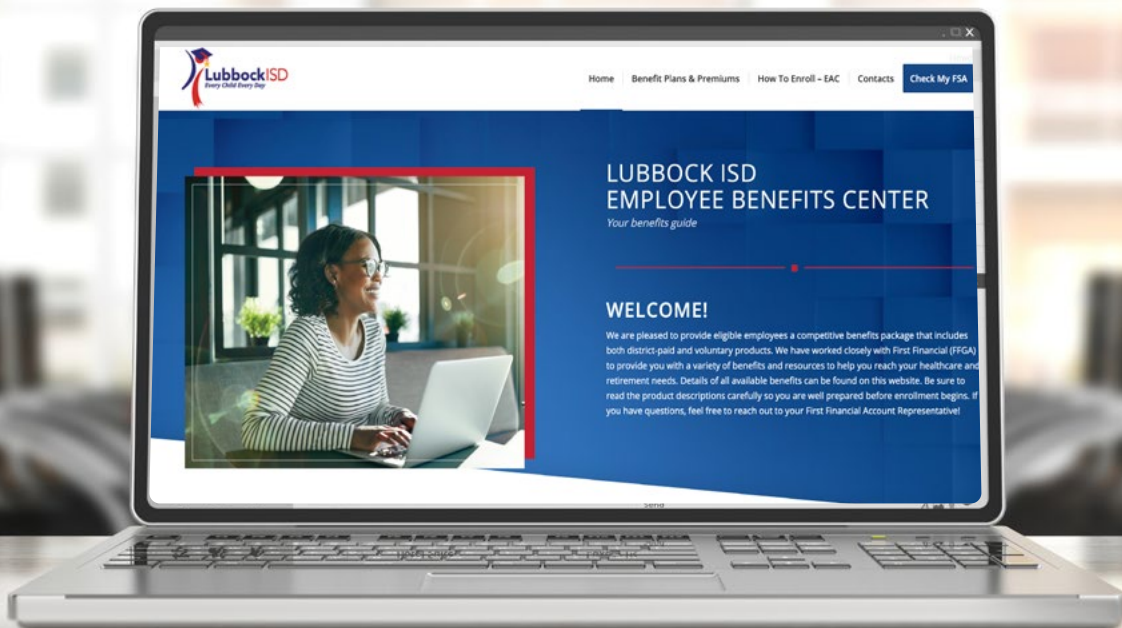 LubbockISD
Every Child Every Day
Home
Benefit Plans & Premiums
How To Enroll – EAC
Contacts
Check My FSA
LUBBOCK ISD
EMPLOYEE BENEFITS CENTER
Your benefits guide
WELCOME!
We are pleased to provide eligible employees a competitive benefits package that includes
both district-paid and voluntary products. We have worked closely with First Financial (FFGA)
to provide you with a variety of benefits and resources to help you reach your healthcare and
retirement needs. Details of all available benefits can be found on this website. Be sure to
read the product descriptions carefully so you are well prepared before enrollment begins. If
you have questions, feel free to reach out to your First Financial Account Representative!